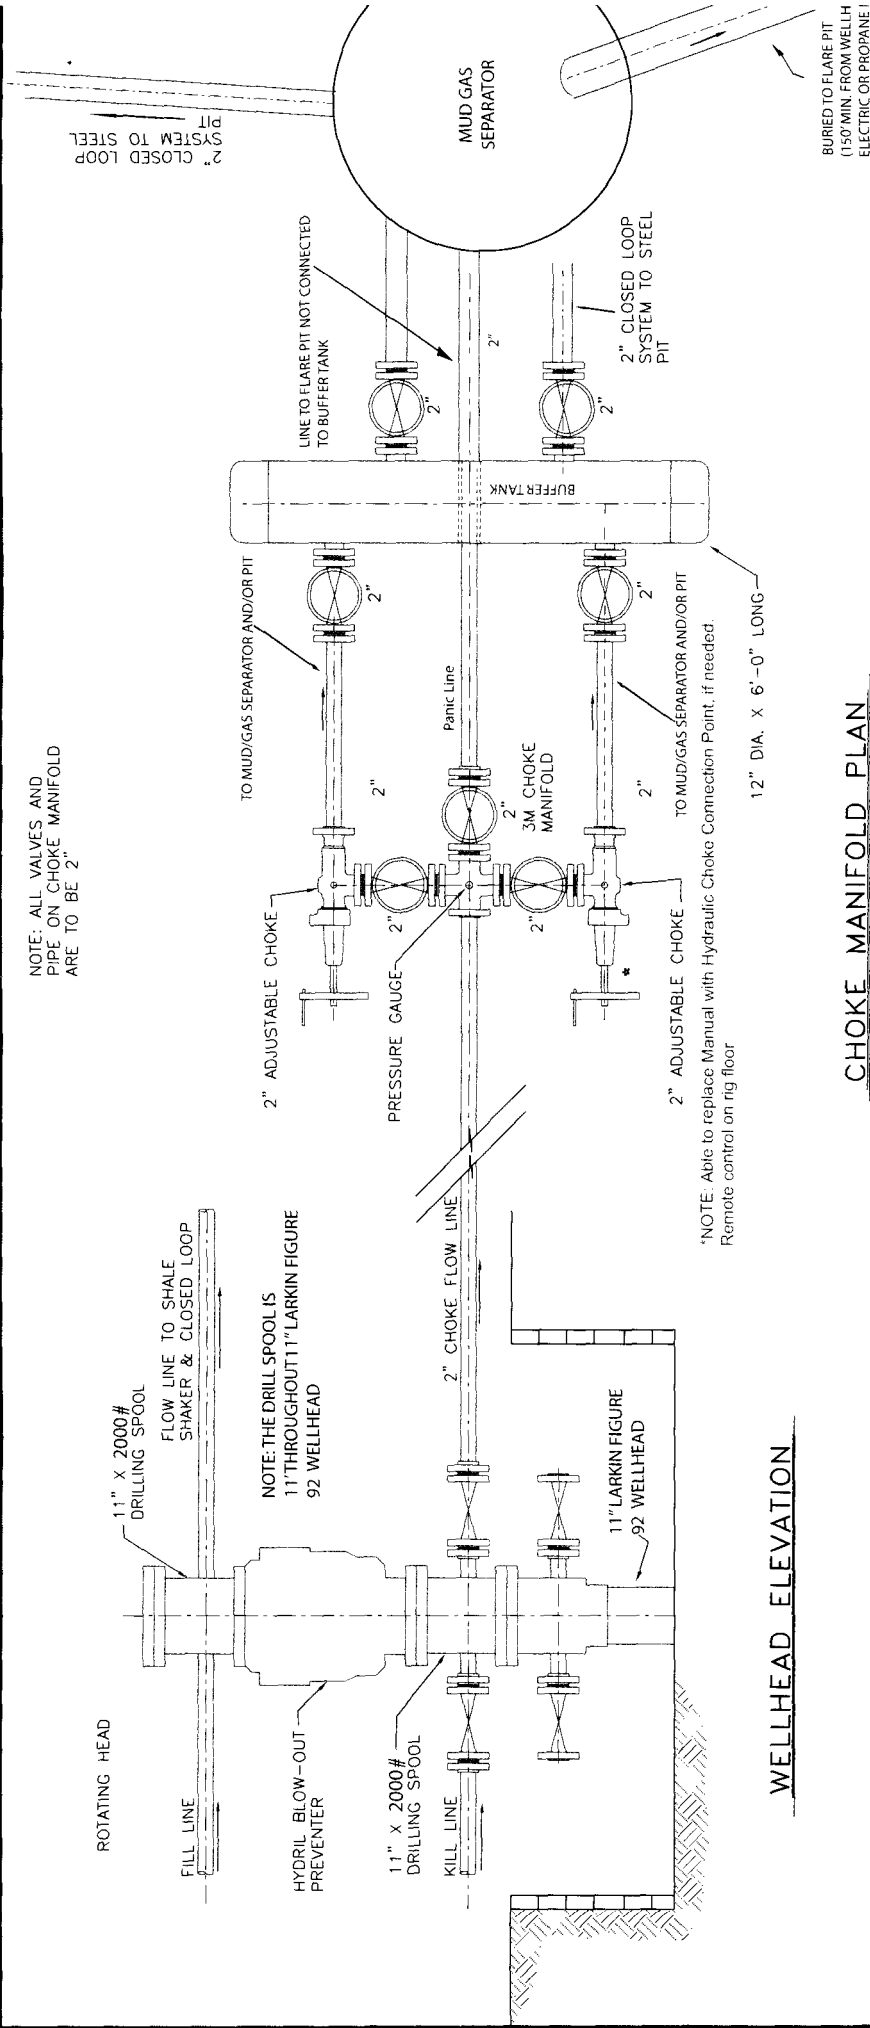 ROTATING HEAD
FILL LINE
HYDRIL BLOW-OUT
PREVENTER
11" X 2000#
DRILLING SPOOL
KILL LINE
11" X 2000#
DRILLING SPOOL
FLOW LINE TO SHALE
SHAKER & CLOSED LOOP
NOTE: THE DRILL SPOOL IS
11" THROUGHOUT 11" LARKIN FIGURE
92 WELLHEAD
2" CHOKE FLOW LINE
11" LARKIN FIGURE
92 WELLHEAD
WELLHEAD ELEVATION
NOTE: ALL VALVES AND
PIPE ON CHOKE MANIFOLD
ARE TO BE 2"
2" ADJUSTABLE CHOKE
PRESSURE GAUGE
2" ADJUSTABLE CHOKE
*
*NOTE: Able to replace Manual with Hydraulic Choke Connection Point, if needed.
Remote control on rig floor
TO MUD/GAS SEPARATOR AND/OR PIT
2"
2"
2"
Panic Line
2"
3M CHOKE
MANIFOLD
2"
2"
2"
TO MUD/GAS SEPARATOR AND/OR PIT
2"
12" DIA. X 6'-0" LONG
BUFFER TANK
CHOKE MANIFOLD PLAN
LINE TO FLARE PIT NOT CONNECTED
TO BUFFER TANK
2"
2"
2"
2" CLOSED LOOP
SYSTEM TO STEEL
PIT
2" CLOSED LOOP
SYSTEM TO STEEL
PIT
MUD GAS
SEPARATOR
BURIED TO FLARE PIT
(150' MIN. FROM WELLH
ELECTRIC OR PROPANE